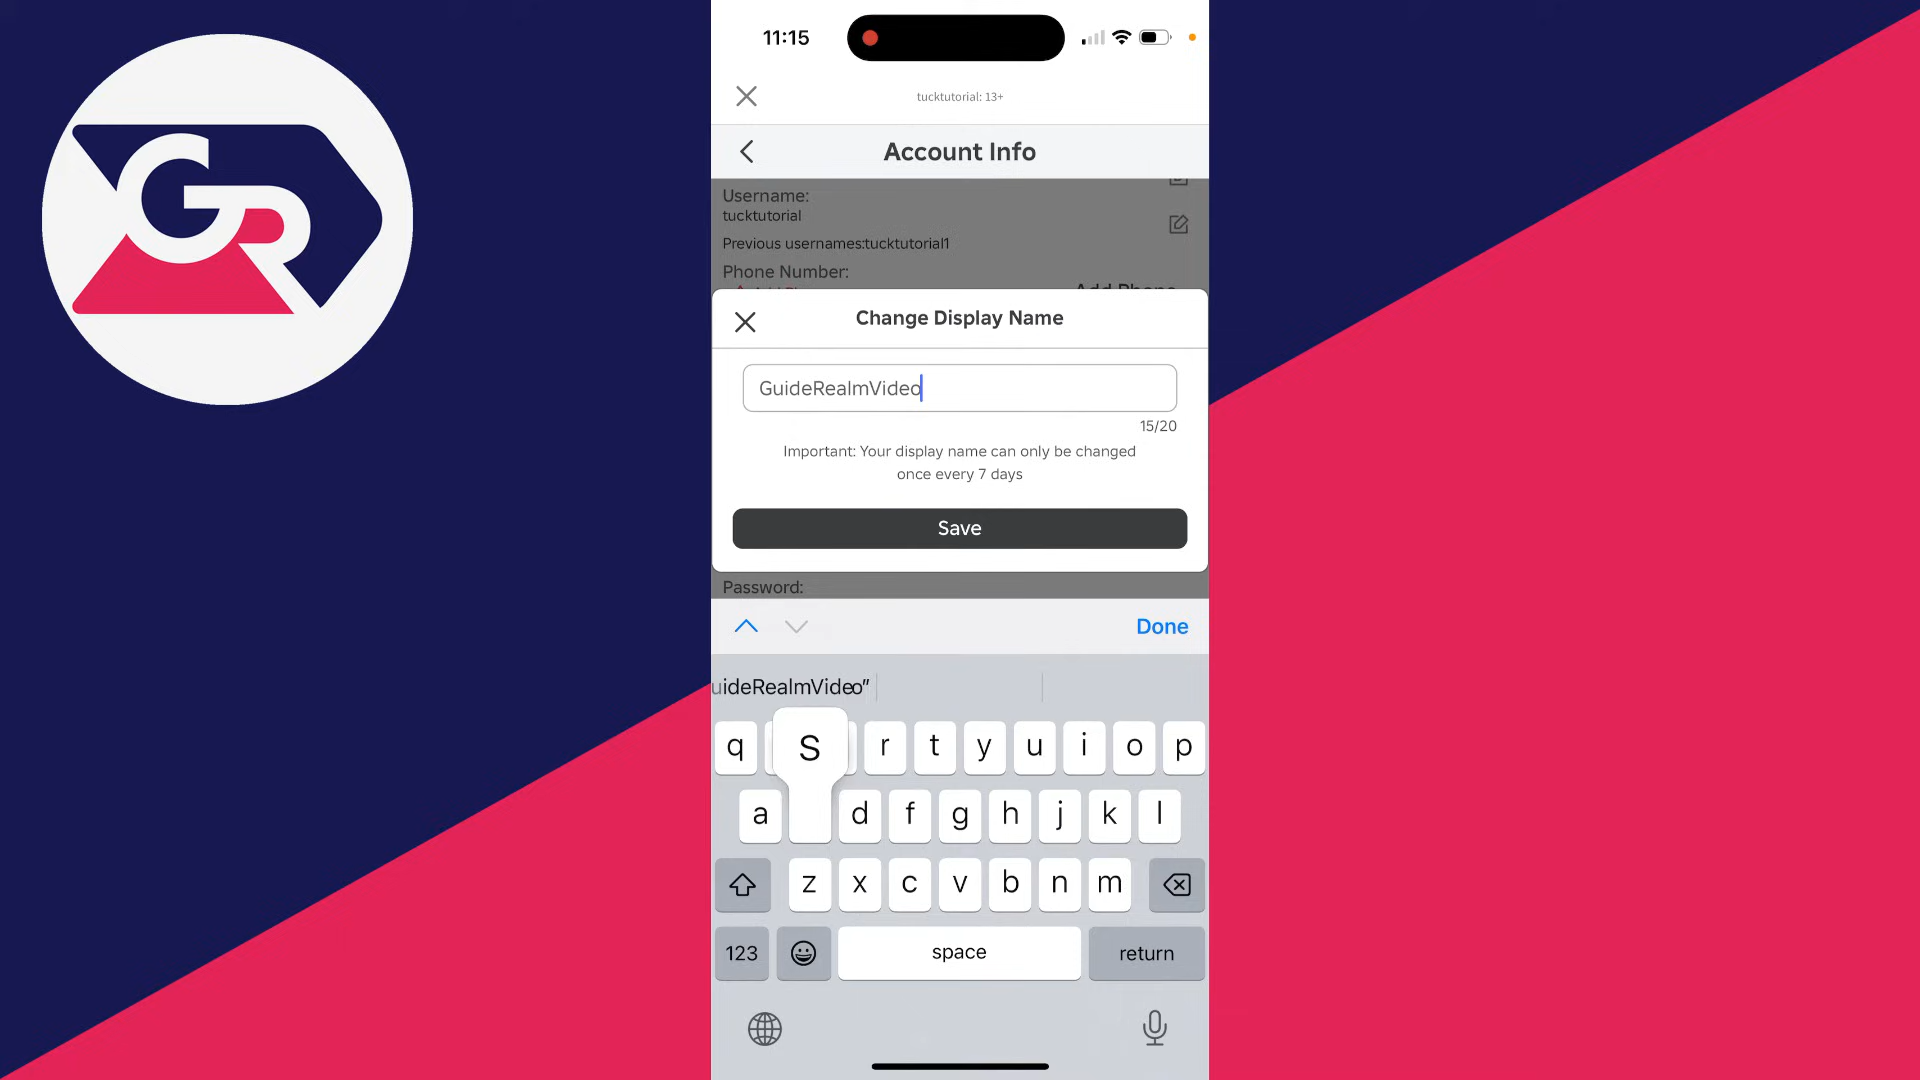 GR
11:15
tucktutorial: 13+
Account Info
Username:
tucktutorial
Previous usernames:tucktutorial1
Phone Number:
Add Phone
Change Display Name
GuideRealmVideo
15/20
Important: Your display name can only be changed
once every 7 days
Save
Password:
Done
uideRealmVideo"
q S r t y u i o p
a d f g h j k l
z x c v b n m
123 space return